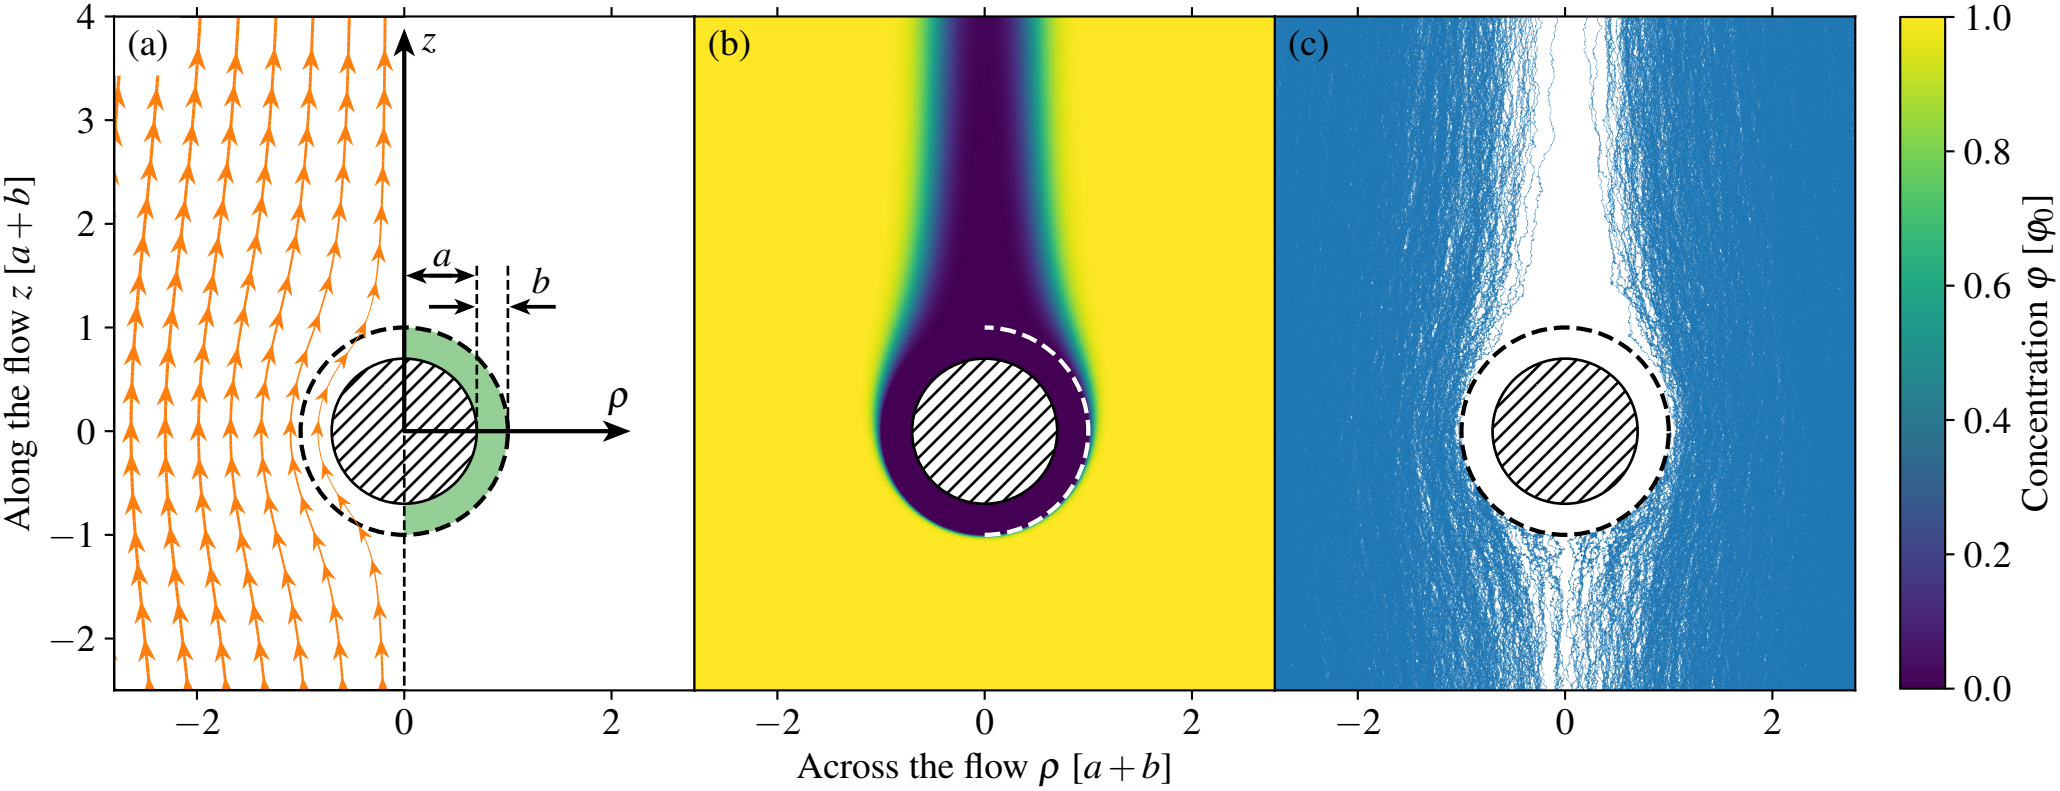 (a)
z
a
b
ρ
4
3
2
1
0
−1
−2
Along the flow z [a + b]
−2 0 2
(b)
−2 0 2
Across the flow ρ [a + b]
(c)
−2 0 2
1.0
0.8
0.6
0.4
0.2
0.0
Concentration φ [φ0]